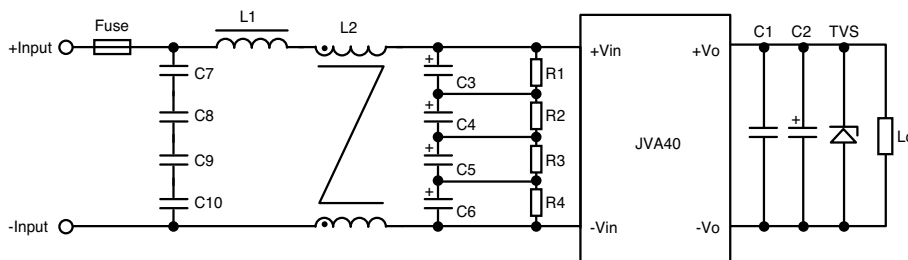 Fuse
L1
L2
+Input
C7
C8
C9
C10
-Input
+
C3
+
C4
+
C5
+
C6
R1
R2
R3
R4
+Vin
-Vin
JVA40
+Vo
-Vo
C1
C2
TVS
+